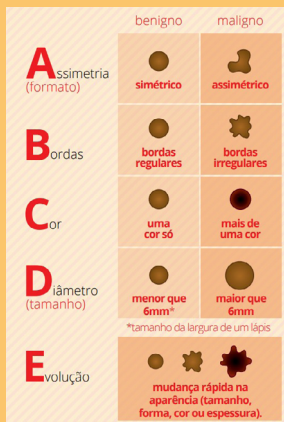 benigno maligno
Assimetria
(formato)
simétrico assimétrico
Bordas
bordas
regulares
bordas
irregulares
Cor
uma
cor só
mais de
uma cor
Diâmetro
(tamanho)
menor que
6mm*
maior que
6mm
*tamanho da largura de um lápis
Evolução
mudança rápida na
aparência (tamanho,
forma, cor ou espessura).